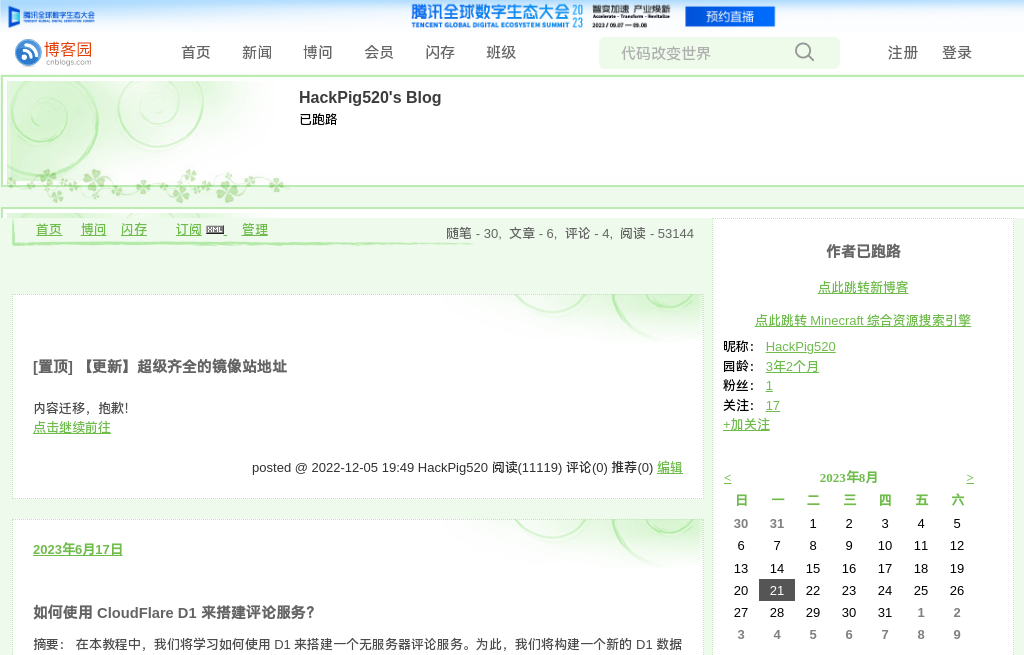 腾讯全球数字生态大会
TENCENT GLOBAL DIGITAL ECOSYSTEM SUMMIT
腾讯全球数字生态大会 2023
TENCENT GLOBAL DIGITAL ECOSYSTEM SUMMIT
智变加速 产业焕新
Accelerate · Transform · Revitalize
2023 / 09.07 — 09.08
预约直播
博客园
cnblogs.com
首页 新闻 博问 会员 闪存 班级
代码改变世界
注册 登录
HackPig520's Blog
已跑路
首页 博问 闪存 订阅 XML 管理
随笔 - 30, 文章 - 6, 评论 - 4, 阅读 - 53144
[置顶] 【更新】超级齐全的镜像站地址
内容迁移，抱歉！
点击继续前往
posted @ 2022-12-05 19:49 HackPig520 阅读(11119) 评论(0) 推荐(0) 编辑
2023年6月17日
如何使用 CloudFlare D1 来搭建评论服务？
摘要： 在本教程中，我们将学习如何使用 D1 来搭建一个无服务器评论服务。为此，我们将构建一个新的 D1 数据
作者已跑路
点此跳转新博客
点此跳转 Minecraft 综合资源搜索引擎
昵称： HackPig520
园龄： 3年2个月
粉丝： 1
关注： 17
+加关注
< 2023年8月 >
日 一 二 三 四 五 六
30 31 1 2 3 4 5
6 7 8 9 10 11 12
13 14 15 16 17 18 19
20 21 22 23 24 25 26
27 28 29 30 31 1 2
3 4 5 6 7 8 9